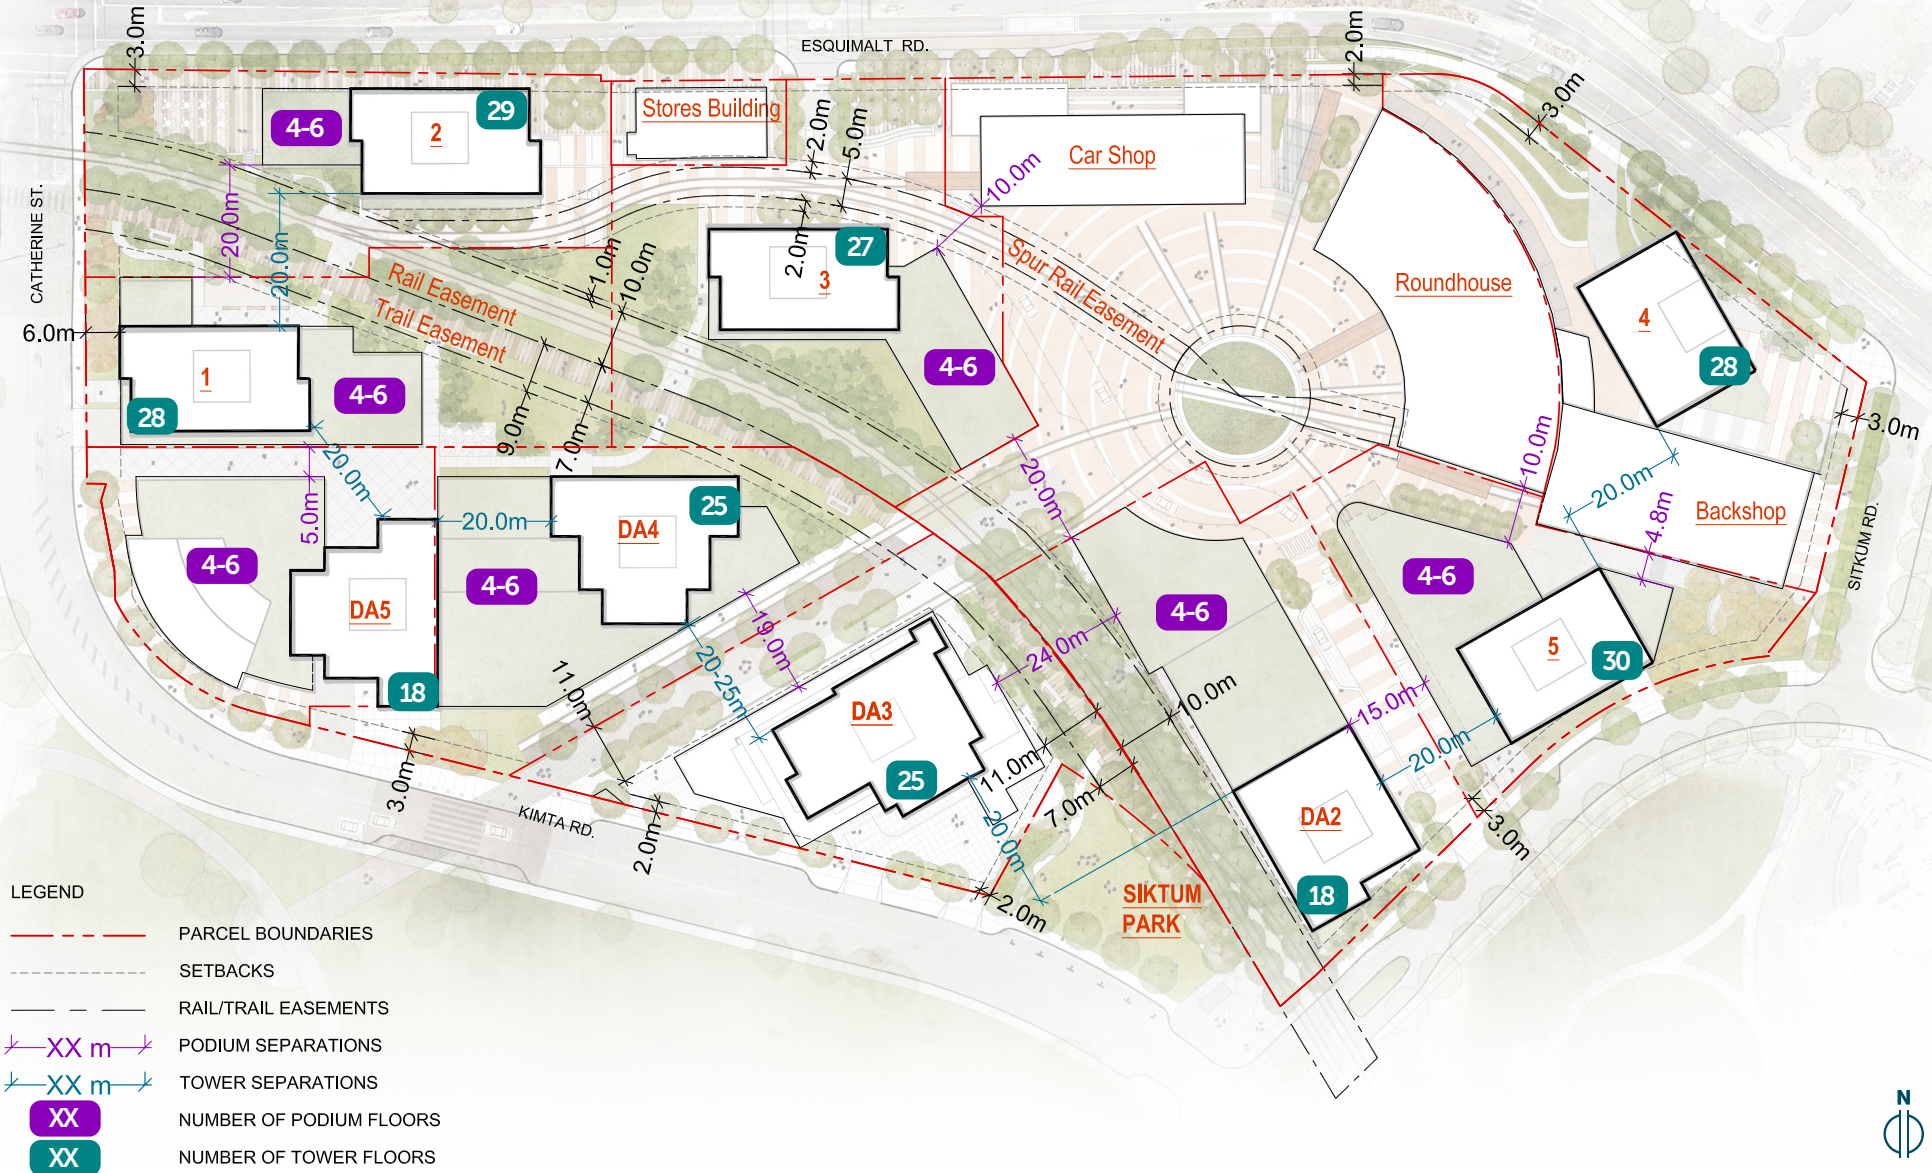 ESQUIMALT RD.
3.0m
2.0m
3.0m
29
4-6
2
Stores Building
2.0m
5.0m
Car Shop
10.0m
CATHERINE ST.
20.0m
20.0m
Rail Easement
Trail Easement
1.0m
10.0m
2.0m
27
3
Spur Rail Easement
Roundhouse
4
28
6.0m
1
28
4-6
4-6
9.0m
7.0m
20.0m
5.0m
20.0m
10.0m
20.0m
3.0m
4.8m
Backshop
SITKUM RD.
4-6
DA5
18
20.0m
4-6
DA4
25
19.0m
20-25m
11.0m
DA3
25
24.0m
10.0m
11.0m
7.0m
20.0m
4-6
4-6
5
30
15.0m
20.0m
DA2
18
3.0m
3.0m
KIMTA RD.
2.0m
2.0m
SIKTUM
PARK
LEGEND
PARCEL BOUNDARIES
SETBACKS
RAIL/TRAIL EASEMENTS
XX m PODIUM SEPARATIONS
XX m TOWER SEPARATIONS
XX NUMBER OF PODIUM FLOORS
XX NUMBER OF TOWER FLOORS
N